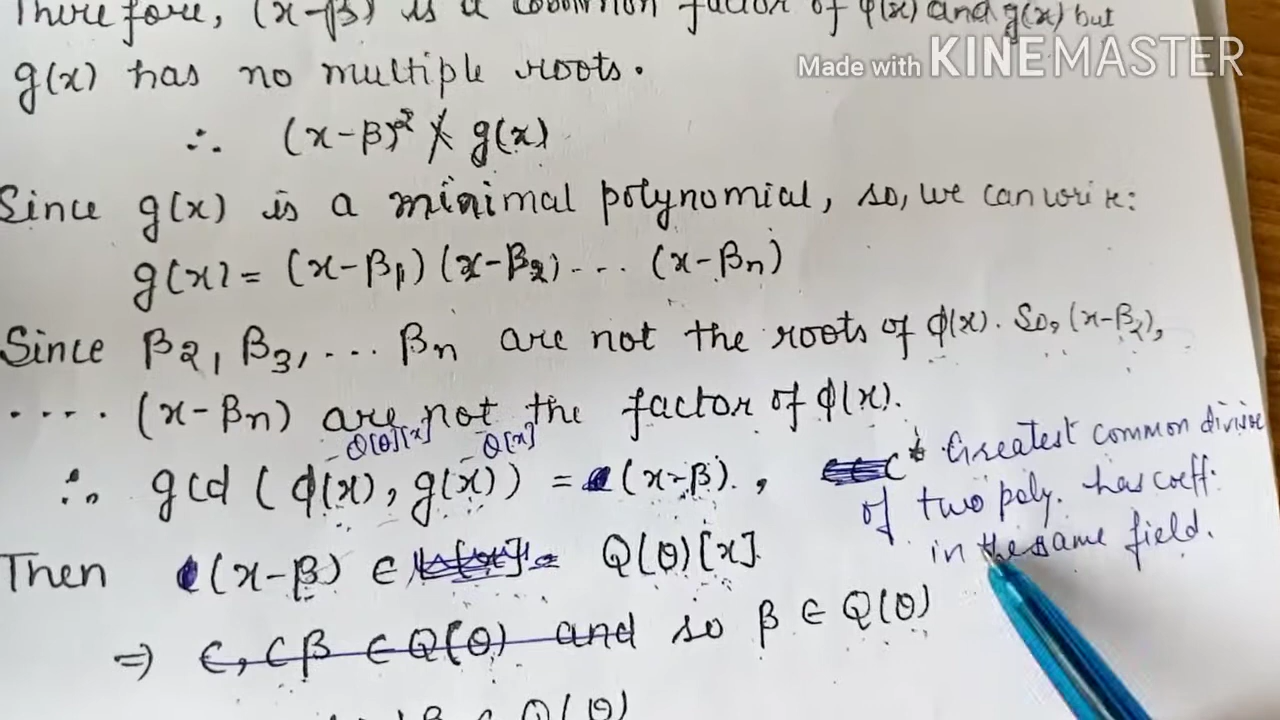 Therefore, (x-β) is a common factor of φ(x) and g(x) but
Made with KINEMASTER
g(x) has no multiple roots.
∴ (x-β)² ∤ g(x)
Since g(x) is a minimal polynomial, so, we can write:
g(x) = (x-β₁) (x-β₂) ... (x-βn)
Since β₂, β₃, ... βn are not the roots of φ(x). So, (x-β₂),
.... (x-βn) are not the factor of φ(x).
Q(θ)[x] Q[x]
∴ gcd (φ(x), g(x)) = (x-β).,
Greatest common divisor
of two poly. has coeff.
in the same field.
Then (x-β) ∈ Q(θ)[x].
⇒ C, Cβ ∈ Q(θ) and so β ∈ Q(θ)
β ∈ Q(θ)